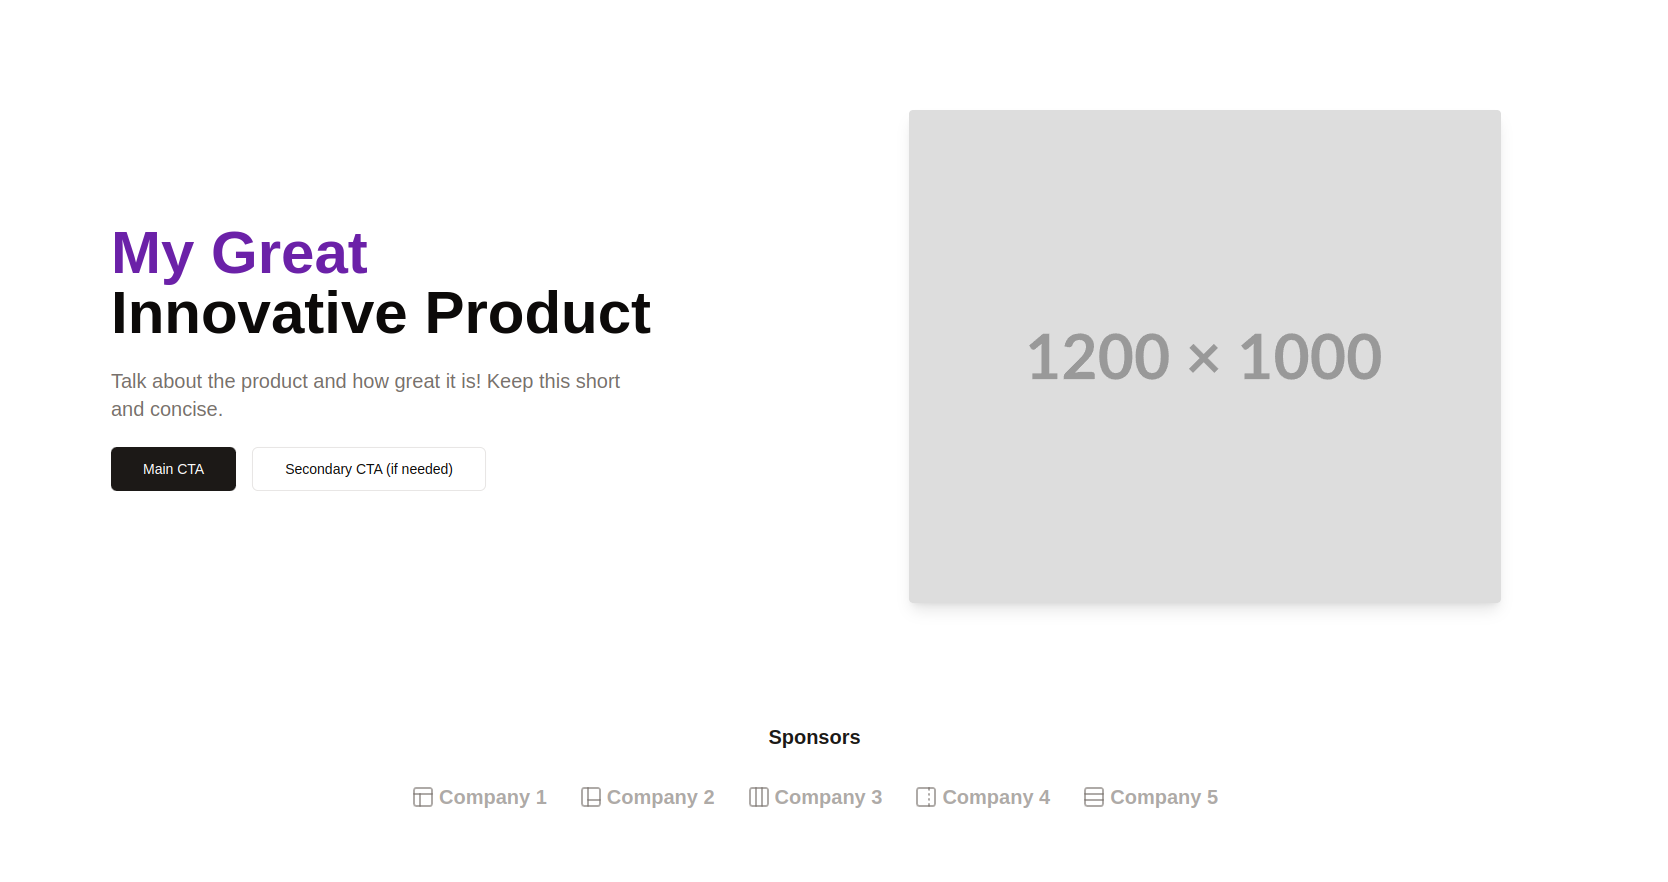 My Great
Innovative Product
Talk about the product and how great it is! Keep this short
and concise.
Main CTA
Secondary CTA (if needed)
1200 × 1000
Sponsors
Company 1
Company 2
Company 3
Company 4
Company 5